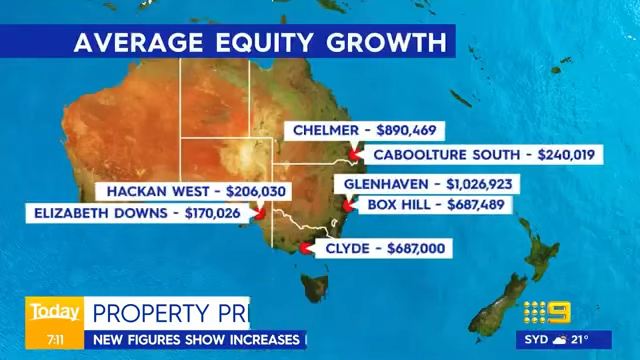 AVERAGE EQUITY GROWTH
CHELMER - $890,469
CABOOLTURE SOUTH - $240,019
HACKAN WEST - $206,030
GLENHAVEN - $1,026,923
ELIZABETH DOWNS - $170,026
BOX HILL - $687,489
CLYDE - $687,000
Today
PROPERTY PR
9
7:11
NEW FIGURES SHOW INCREASES
SYD 21°